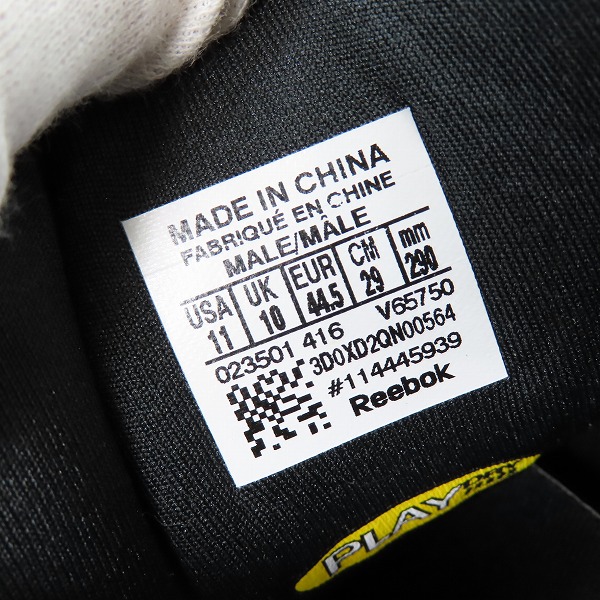 MADE IN CHINA
FABRIQUÉ EN CHINE
MALE/MÂLE
USA UK EUR CM mm
11 10 44.5 29 290
023501 416 V65750
3D0XD2QN00564
#114445939
Reebok
PLAY DRY